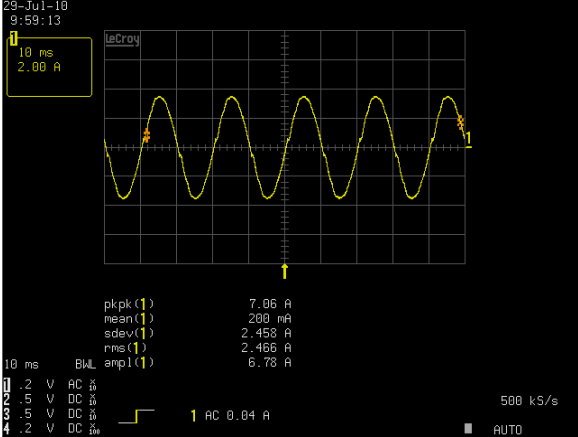 29-Jul-10
9:59:13
1
10 ms
2.00 A
LeCroy
1
pkpk(1) 7.06 A
mean(1) 200 mA
sdev(1) 2.458 A
rms(1) 2.466 A
ampl(1) 6.78 A
10 ms BWL
1 .2 V AC X10
2 .5 V DC X10
3 .5 V DC X10
4 .2 V DC X100
1 AC 0.04 A
500 kS/s
AUTO